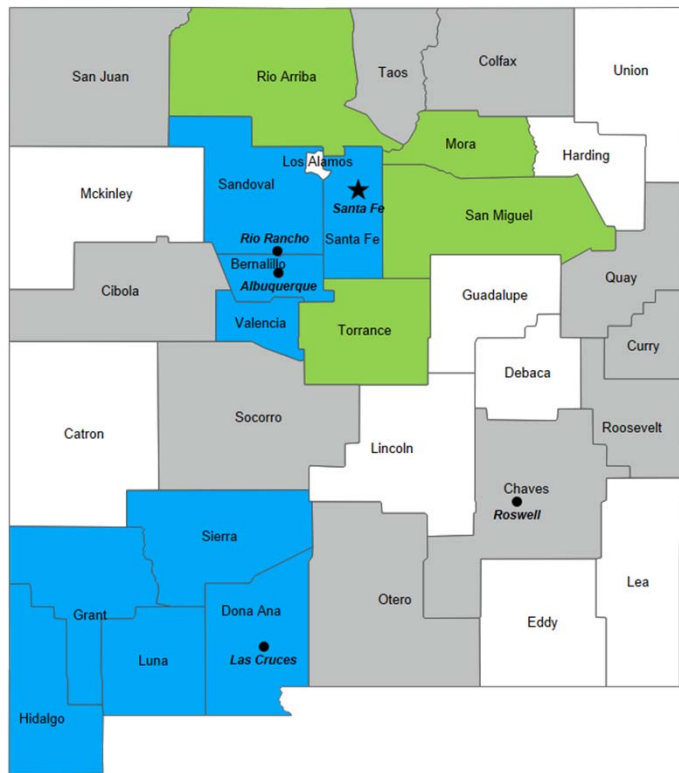 San Juan
Rio Arriba
Taos
Colfax
Union
Mora
Harding
Los Alamos
Mckinley
Sandoval
Santa Fe
San Miguel
Rio Rancho
Santa Fe
Bernalillo
Albuquerque
Cibola
Quay
Guadalupe
Valencia
Torrance
Curry
Debaca
Socorro
Roosevelt
Catron
Lincoln
Chaves
Roswell
Sierra
Lea
Otero
Dona Ana
Grant
Eddy
Luna
Las Cruces
Hidalgo